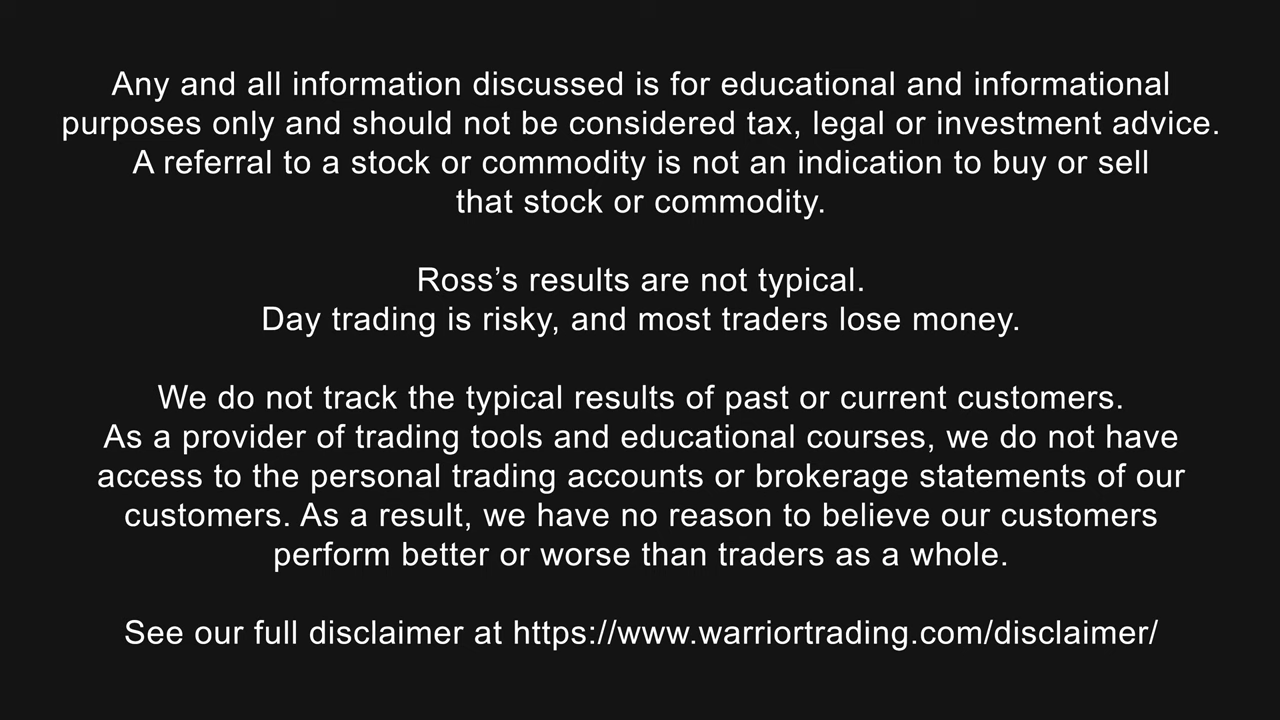 Any and all information discussed is for educational and informational
purposes only and should not be considered tax, legal or investment advice.
A referral to a stock or commodity is not an indication to buy or sell
that stock or commodity.
Ross’s results are not typical.
Day trading is risky, and most traders lose money.
We do not track the typical results of past or current customers.
As a provider of trading tools and educational courses, we do not have
access to the personal trading accounts or brokerage statements of our
customers. As a result, we have no reason to believe our customers
perform better or worse than traders as a whole.
See our full disclaimer at https://www.warriortrading.com/disclaimer/